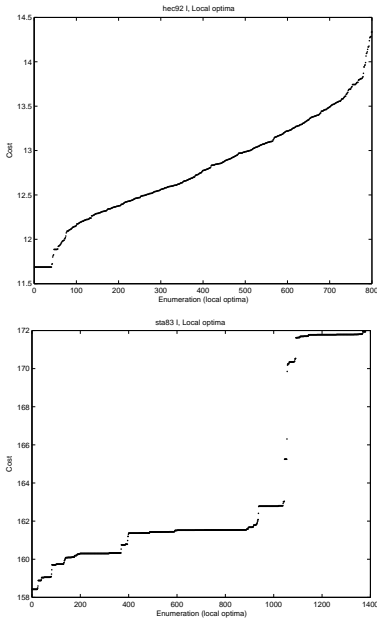 hec92 I, Local optima
14.5
14
13.5
13
12.5
12
11.5
Cost
0 100 200 300 400 500 600 700 800
Enumeration (local optima)
sta83 I, Local optima
172
170
168
166
164
162
160
158
Cost
0 200 400 600 800 1000 1200 1400
Enumeration (local optima)